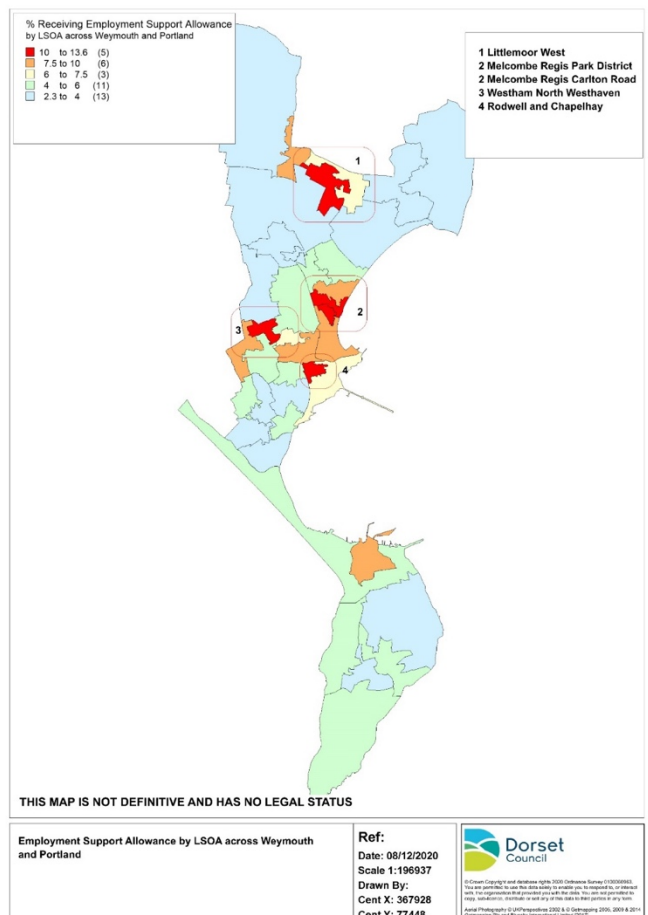 % Receiving Employment Support Allowance
by LSOA across Weymouth and Portland
10 to 13.6 (5)
7.5 to 10 (6)
6 to 7.5 (3)
4 to 6 (11)
2.3 to 4 (13)
1 Littlemoor West
2 Melcombe Regis Park District
2 Melcombe Regis Carlton Road
3 Westham North Westhaven
4 Rodwell and Chapelhay
1
2
3
4
THIS MAP IS NOT DEFINITIVE AND HAS NO LEGAL STATUS
Employment Support Allowance by LSOA across Weymouth
and Portland
Ref:
Date: 08/12/2020
Scale 1:196937
Drawn By:
Cent X: 367928
Cent Y: 77448
Dorset
Council